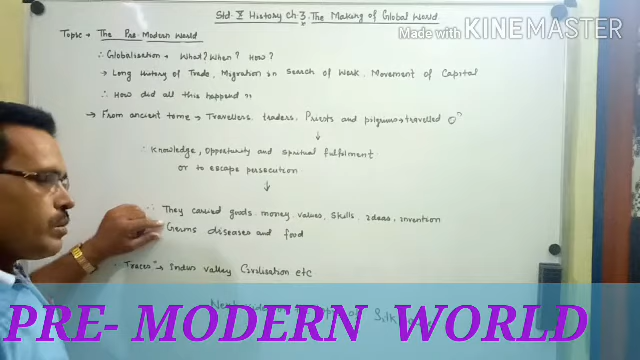 Std X History Ch 3. The Making of Global World
Made with KINEMASTER
Topic → The Pre Modern World
∴ Globalisation → What? When? How?
→ Long History of Trade, Migration in Search of Work, Movement of Capital
∴ How did all this happend
→ From ancient tome → Travellers, traders, Priests and pilgrims → travelled
↓
∴ Knowledge, opportunity and spiritual fulfilment
or to escape persecution
↓
∴ They carried goods, money, values, skills, ideas, invention
Germs diseases and food
"Traces" → Indus valley Civilisation etc
Silk
PRE- MODERN WORLD